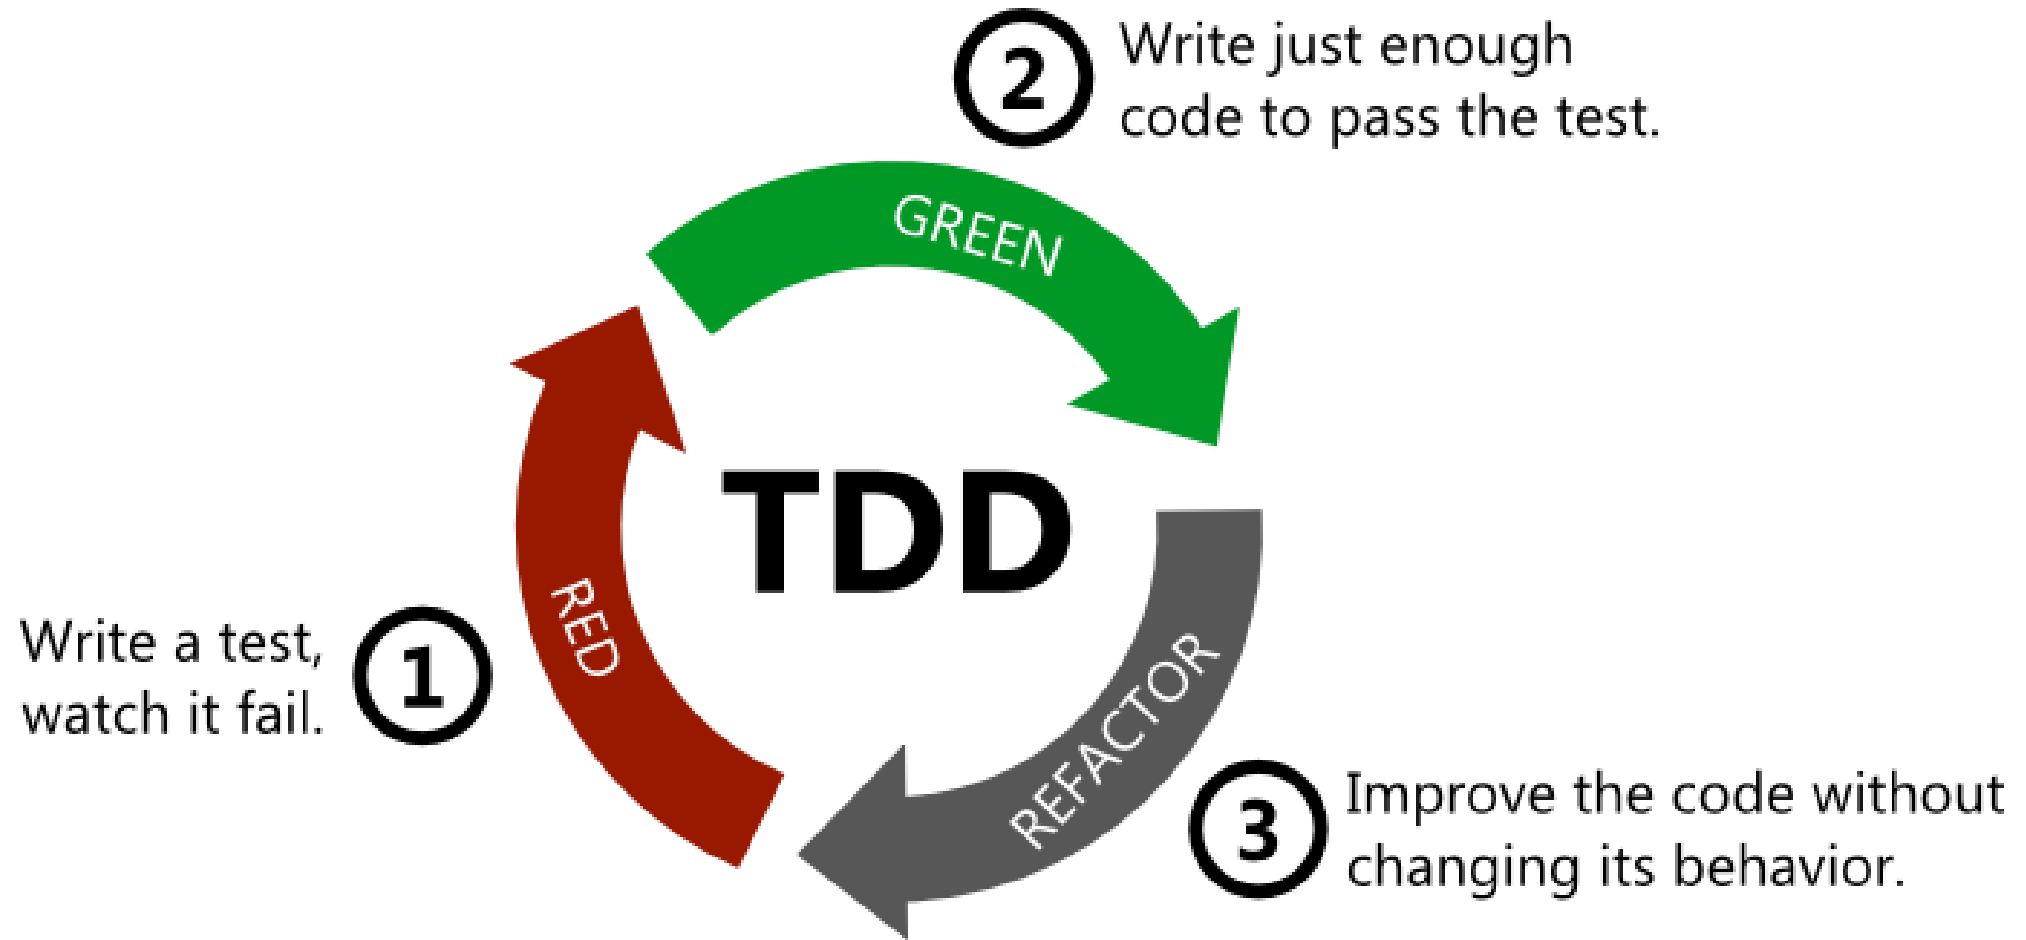 2
Write just enough
code to pass the test.
GREEN
TDD
RED
Write a test,
watch it fail.
1
REFACTOR
3
Improve the code without
changing its behavior.